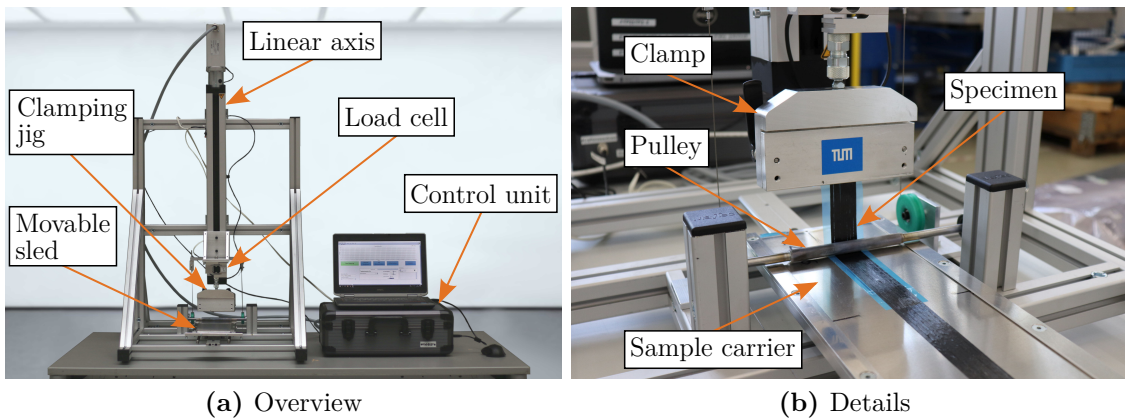 Linear axis
Clamping
jig
Load cell
Control unit
Movable
sled
(a) Overview
Clamp
Specimen
Pulley
TUM
Sample carrier
(b) Details